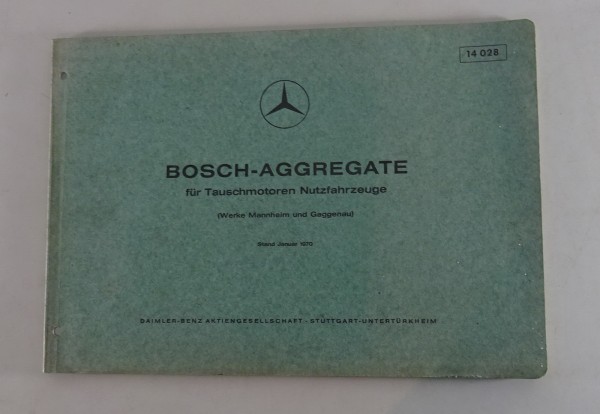 14 028
BOSCH-AGGREGATE
für Tauschmotoren Nutzfahrzeuge
(Werke Mannheim und Gaggenau)
Stand Januar 1970
DAIMLER-BENZ AKTIENGESELLSCHAFT · STUTTGART-UNTERTÜRKHEIM